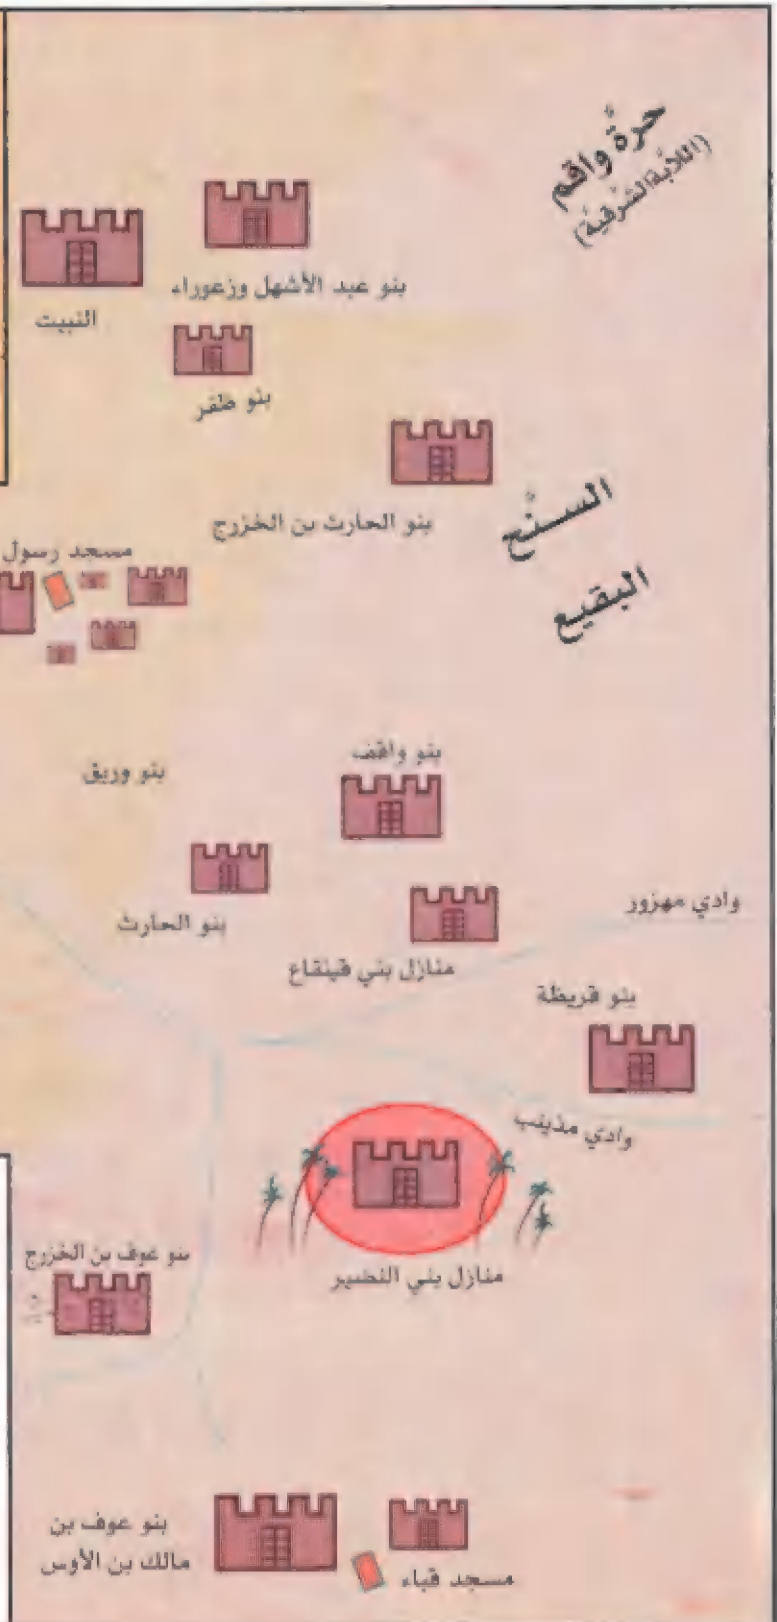 حرّة واقم
(اللابة الشرقية)
بنو عبد الأشهل وزعوراء
النبيت
بنو ظفر
بنو الحارث بن الخزرج
السنّح
مسجد رسول
البقيع
بنو واقف
بنو وريق
وادي مهزور
بنو الحارث
منازل بني قينقاع
بنو قريظة
وادي مذينب
بنو عوف بن الخزرج
منازل بني النضير
بنو عوف بن
مالك بن الأوس
مسجد قباء